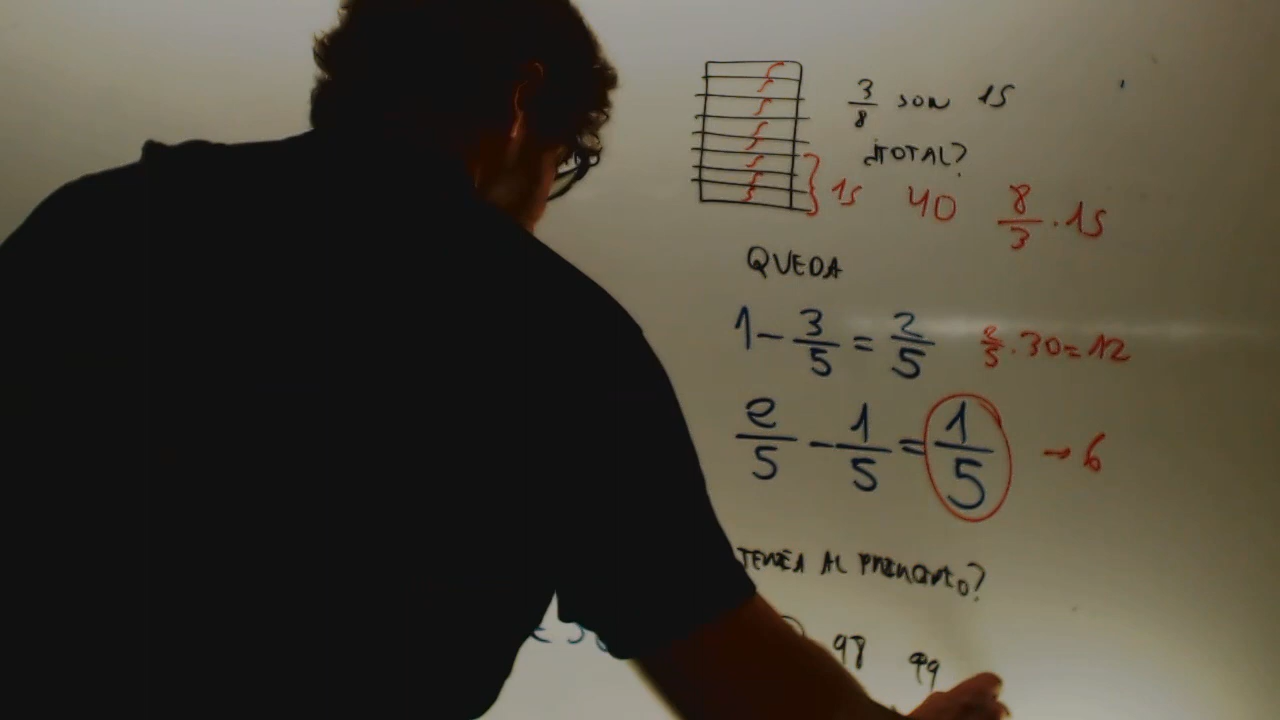 3/8 SON 15
¿TOTAL?
15 40 8/3 · 15
QUEDA
1 - 3/5 = 2/5 2/5 · 30 = 12
2/5 - 1/5 = 1/5 → 6
TENÍA AL PRINCIPIO?
98 99